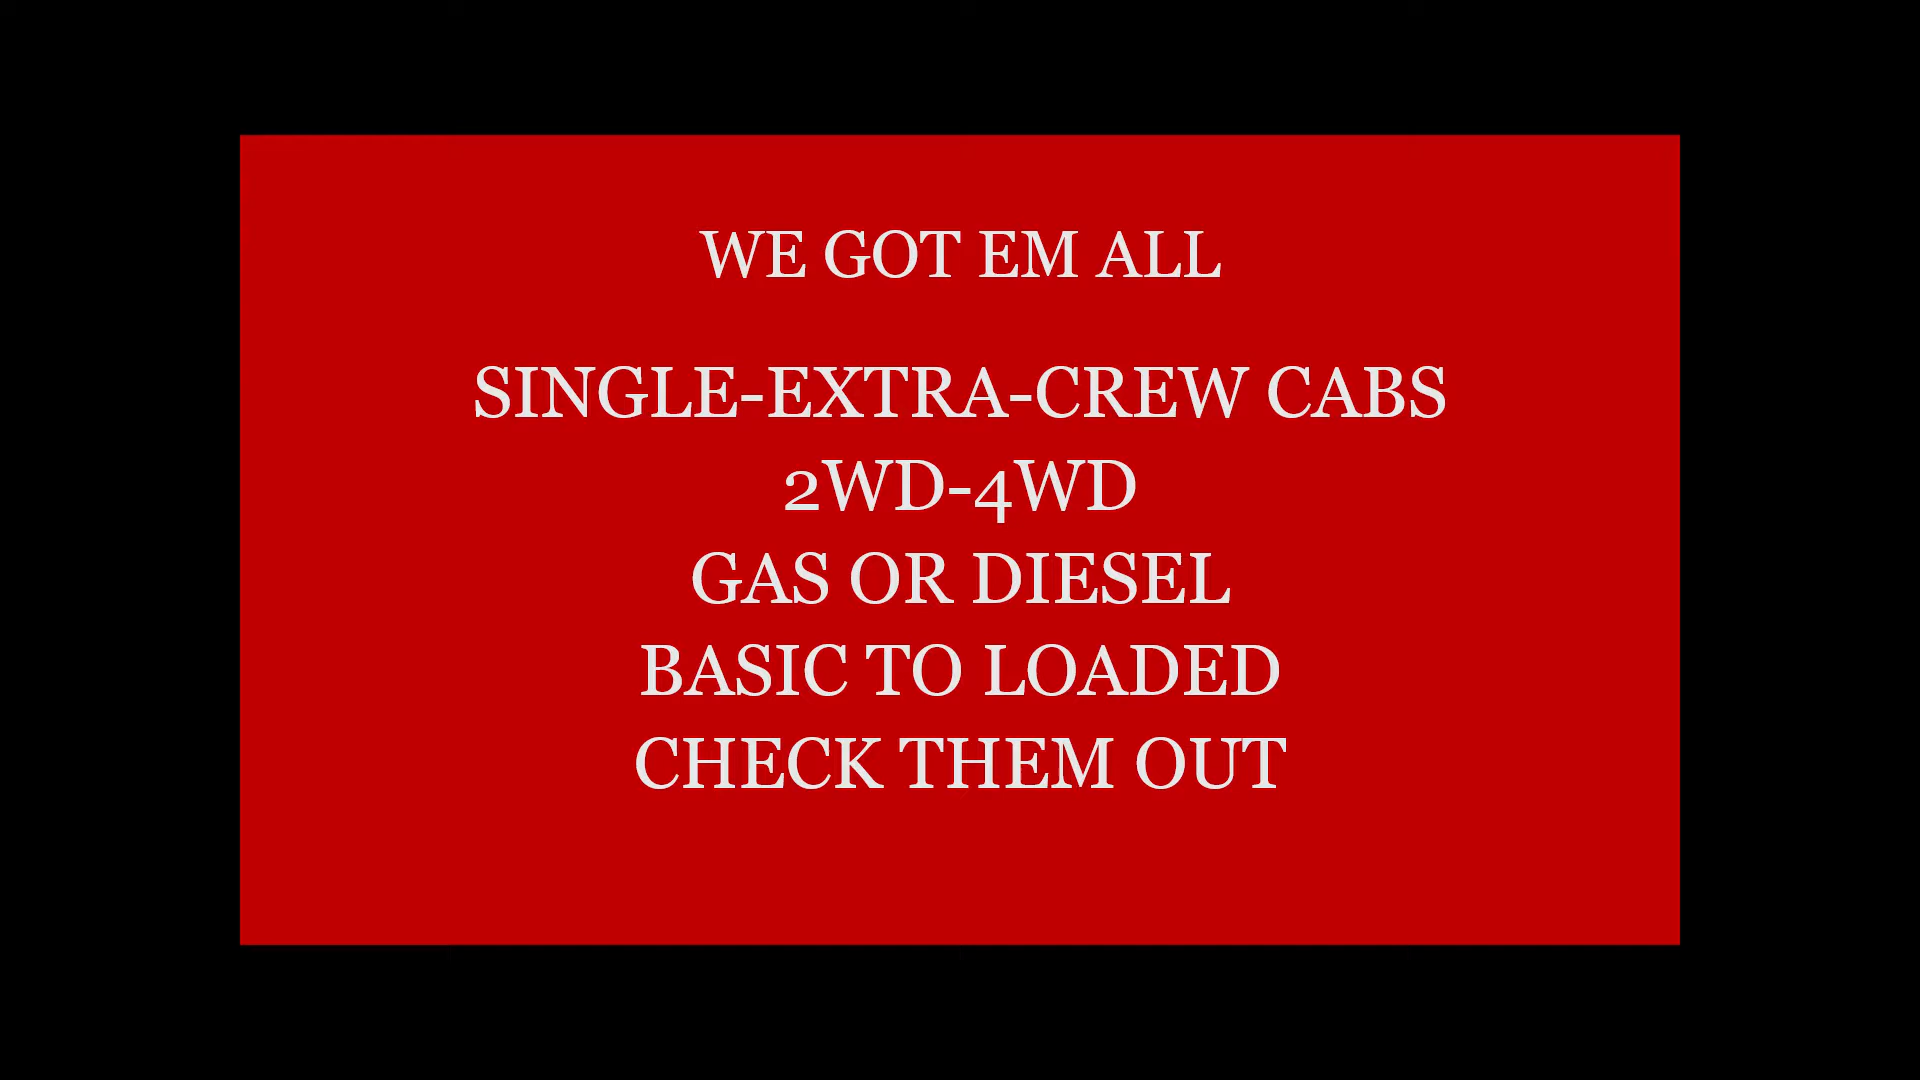 WE GOT EM ALL
SINGLE-EXTRA-CREW CABS
2WD-4WD
GAS OR DIESEL
BASIC TO LOADED
CHECK THEM OUT